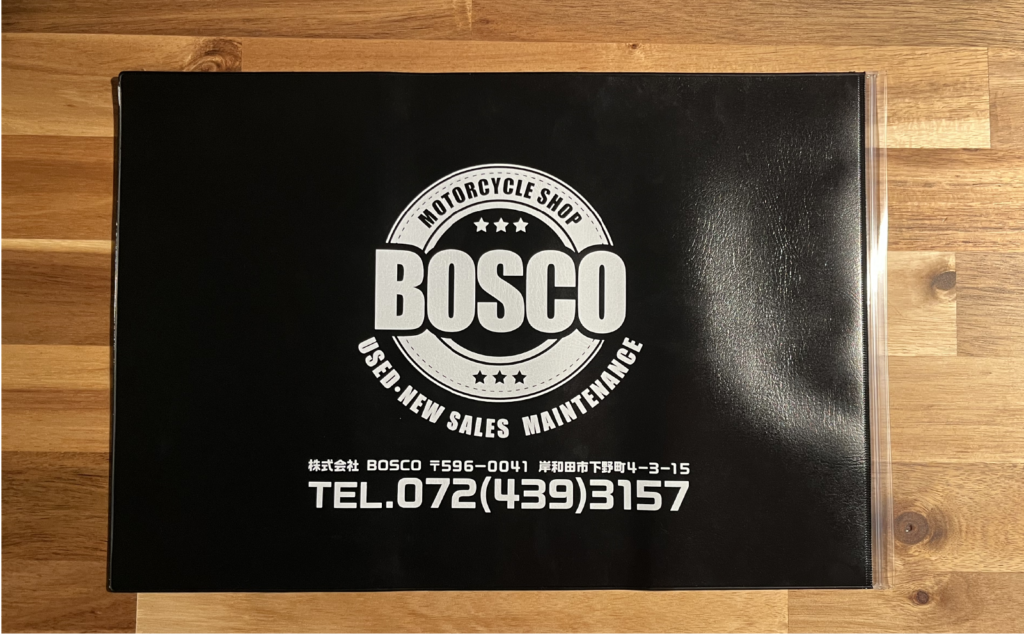 MOTORCYCLE SHOP
BOSCO
USED・NEW SALES MAINTENANCE
株式会社 BOSCO 〒596-0041 岸和田市下野町4-3-15
TEL.072(439)3157